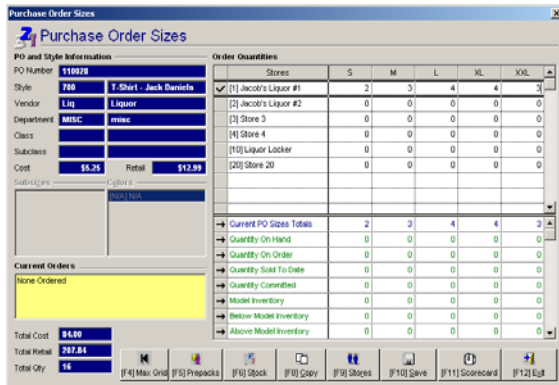 Purchase Order Sizes
Purchase Order Sizes
PO and Style Information
PO Number 110020
Style 700 T-Shirt - Jack Daniels
Vendor Liq Liquor
Department MISC misc
Class
Subclass
Cost $5.25 Retail $12.99
Subsizes Colors
[N/A] N/A
Current Orders
None Ordered
Total Cost 84.00
Total Retail 207.84
Total Qty 16
Order Quantities
Stores S M L XL XXL
[1] Jacob's Liquor #1 2 3 4 4 3
[2] Jacob's Liquor #2 0 0 0 0 0
[3] Store 3 0 0 0 0 0
[4] Store 4 0 0 0 0 0
[10] Liquor Locker 0 0 0 0 0
[20] Store 20 0 0 0 0 0
Current PO Sizes Totals 2 3 4 4 3
Quantity On Hand 0 0 0 0 0
Quantity On Order 0 0 0 0 0
Quantity Sold To Date 0 0 0 0 0
Quantity Committed 0 0 0 0 0
Model Inventory 0 0 0 0 0
Below Model Inventory 0 0 0 0 0
Above Model Inventory 0 0 0 0 0
[F4] Max Grid [F5] Prepacks [F6] Stock [F8] Copy [F9] Stores [F10] Save [F11] Scorecard [F12] Exit